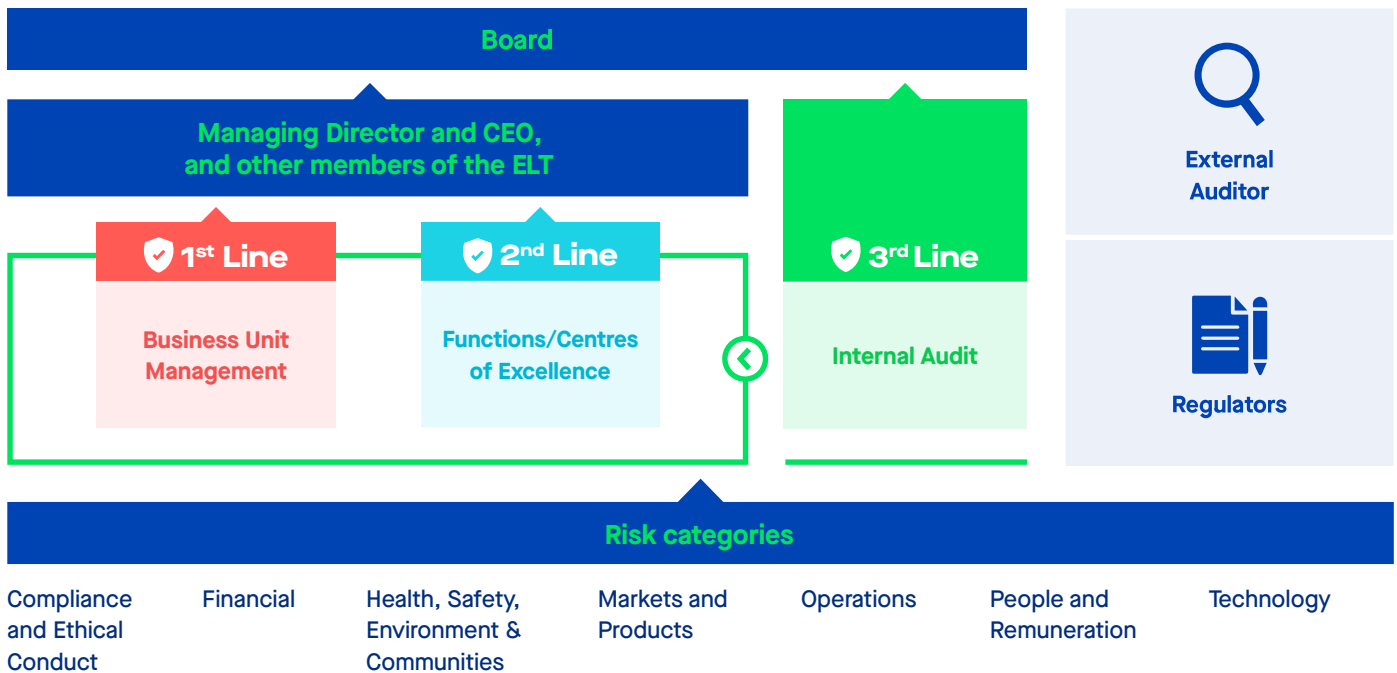 Board
Managing Director and CEO,
and other members of the ELT
1st Line
Business Unit
Management
2nd Line
Functions/Centres
of Excellence
3rd Line
Internal Audit
External
Auditor
Regulators
Risk categories
Compliance
and Ethical
Conduct
Financial
Health, Safety,
Environment &
Communities
Markets and
Products
Operations
People and
Remuneration
Technology